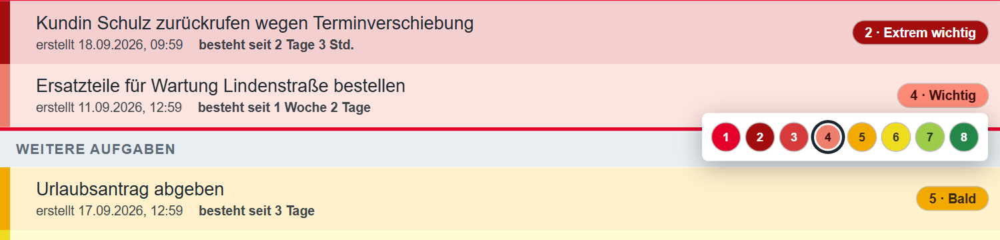 Kundin Schulz zurückrufen wegen Terminverschiebung
erstellt 18.09.2026, 09:59 besteht seit 2 Tage 3 Std.
2 · Extrem wichtig
Ersatzteile für Wartung Lindenstraße bestellen
erstellt 11.09.2026, 12:59 besteht seit 1 Woche 2 Tage
4 · Wichtig
1 2 3 4 5 6 7 8
WEITERE AUFGABEN
Urlaubsantrag abgeben
erstellt 17.09.2026, 12:59 besteht seit 3 Tage
5 · Bald